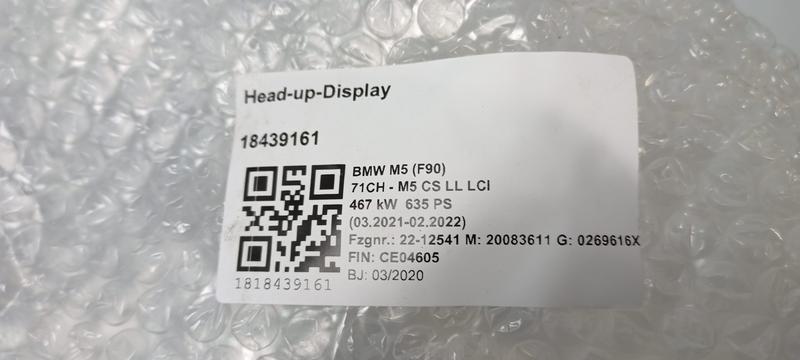 Head-up-Display
18439161
BMW M5 (F90)
71CH - M5 CS LL LCI
467 kW 635 PS
(03.2021-02.2022)
Fzgnr.: 22-12541 M: 20083611 G: 0269616X
FIN: CE04605
BJ: 03/2020
1818439161